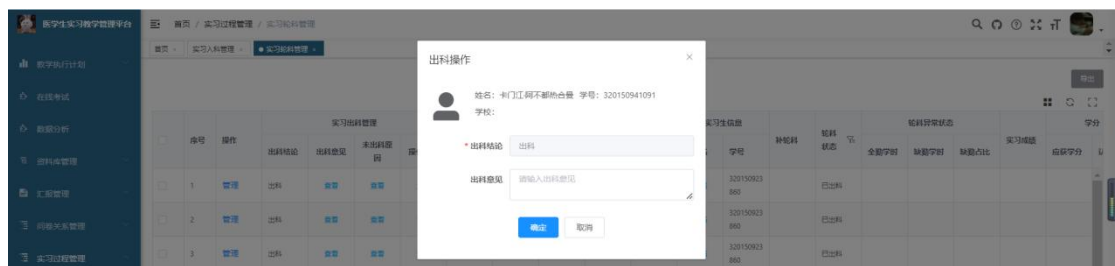 医学生实习教学管理平台
首页 / 实习过程管理 / 实习轮科管理
首页
实习入科管理
实习轮科管理
教学执行计划
在线考试
数据分析
资料库管理
汇报管理
问卷关系管理
实习过程管理
导出
出科操作
姓名：卡门江·阿不都热合曼 学号：320150941091
学校：
* 出科结论 出科
出科意见 请输入出科意见
确定 取消
实习出科管理
实习生信息
轮科异常状态
学分
序号 操作 出科结论 出科意见 未出科原因
学号 补轮科 轮科状态 全勤学时 缺勤学时 缺勤占比 实习成绩 应获学分
1 管理 出科 查看 查看 320150923860 已出科
2 管理 出科 查看 查看 320150923860 已出科
3 管理 出科 查看 查看 320150923860 已出科